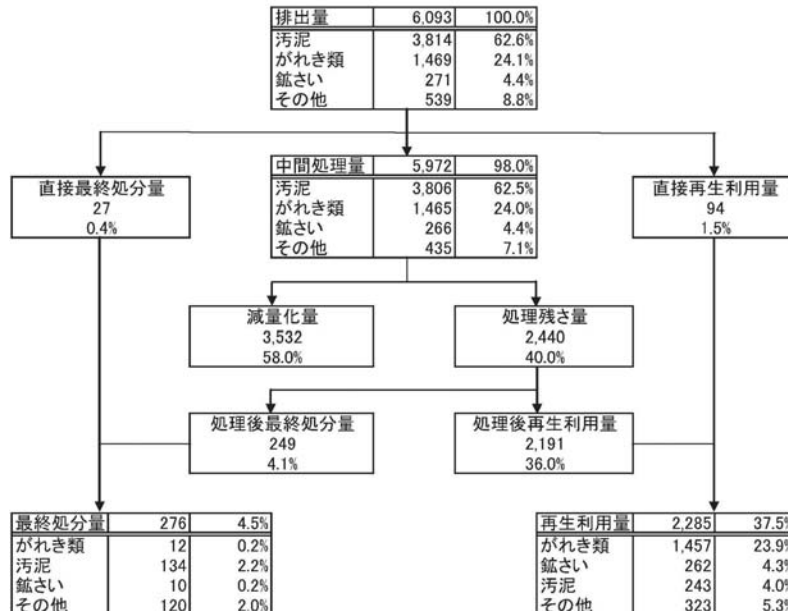 排出量 6,093 100.0%
汚泥 3,814 62.6%
がれき類 1,469 24.1%
鉱さい 271 4.4%
その他 539 8.8%
直接最終処分量
27
0.4%
中間処理量 5,972 98.0%
汚泥 3,806 62.5%
がれき類 1,465 24.0%
鉱さい 266 4.4%
その他 435 7.1%
直接再生利用量
94
1.5%
減量化量
3,532
58.0%
処理残さ量
2,440
40.0%
処理後最終処分量
249
4.1%
処理後再生利用量
2,191
36.0%
最終処分量 276 4.5%
がれき類 12 0.2%
汚泥 134 2.2%
鉱さい 10 0.2%
その他 120 2.0%
再生利用量 2,285 37.5%
がれき類 1,457 23.9%
鉱さい 262 4.3%
汚泥 243 4.0%
その他 323 5.3%